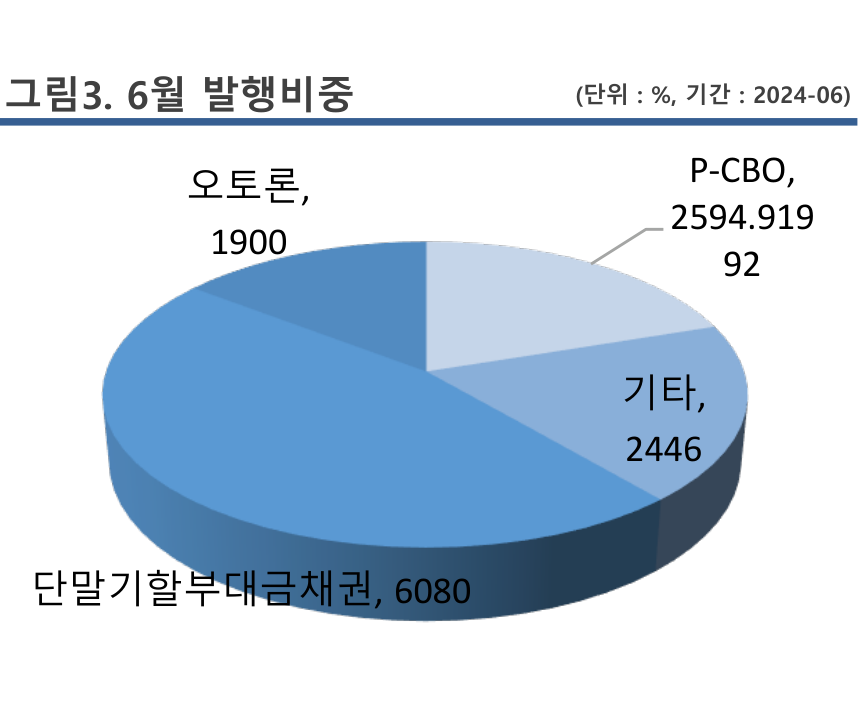 그림3. 6월 발행비중
(단위 : %, 기간 : 2024-06)
오토론,
1900
P-CBO,
2594.919
92
기타,
2446
단말기할부대금채권, 6080